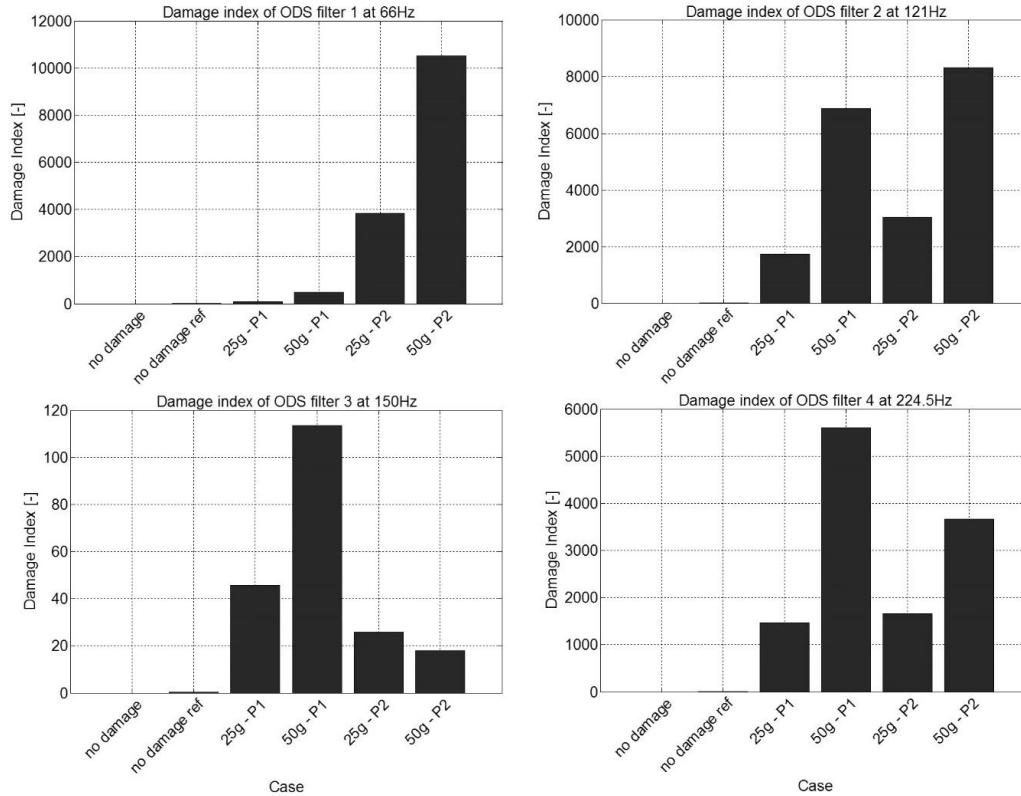 Damage index of ODS filter 1 at 66Hz
12000
10000
8000
6000
4000
2000
0
Damage Index [-]
no damage
no damage ref
25g - P1
50g - P1
25g - P2
50g - P2
Damage index of ODS filter 2 at 121Hz
10000
8000
6000
4000
2000
0
Damage Index [-]
no damage
no damage ref
25g - P1
50g - P1
25g - P2
50g - P2
Damage index of ODS filter 3 at 150Hz
120
100
80
60
40
20
0
Damage Index [-]
no damage
no damage ref
25g - P1
50g - P1
25g - P2
50g - P2
Case
Damage index of ODS filter 4 at 224.5Hz
6000
5000
4000
3000
2000
1000
0
Damage Index [-]
no damage
no damage ref
25g - P1
50g - P1
25g - P2
50g - P2
Case